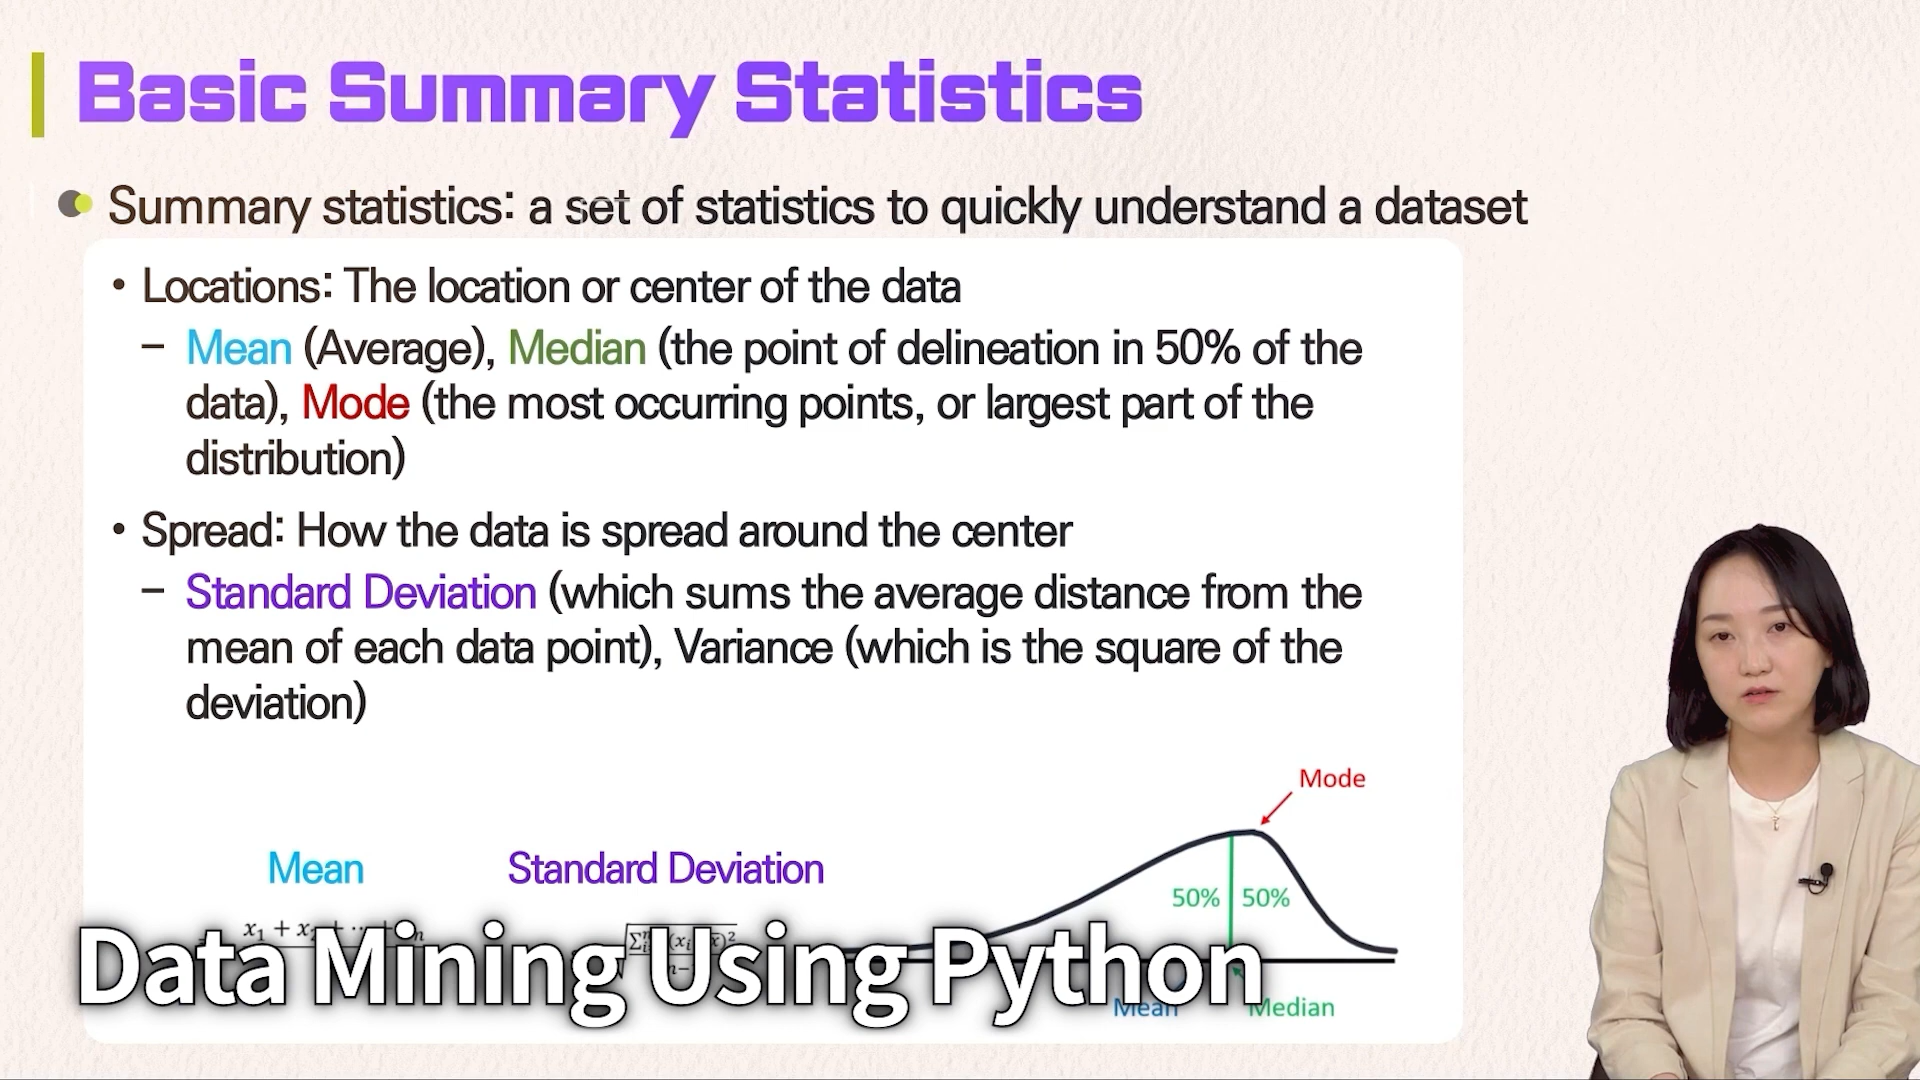 Basic Summary Statistics
Summary statistics: a set of statistics to quickly understand a dataset
• Locations: The location or center of the data
– Mean (Average), Median (the point of delineation in 50% of the
data), Mode (the most occurring points, or largest part of the
distribution)
• Spread: How the data is spread around the center
– Standard Deviation (which sums the average distance from the
mean of each data point), Variance (which is the square of the
deviation)
Mode
Mean
Standard Deviation
50% 50%
Data Mining Using Python
Mean
Median